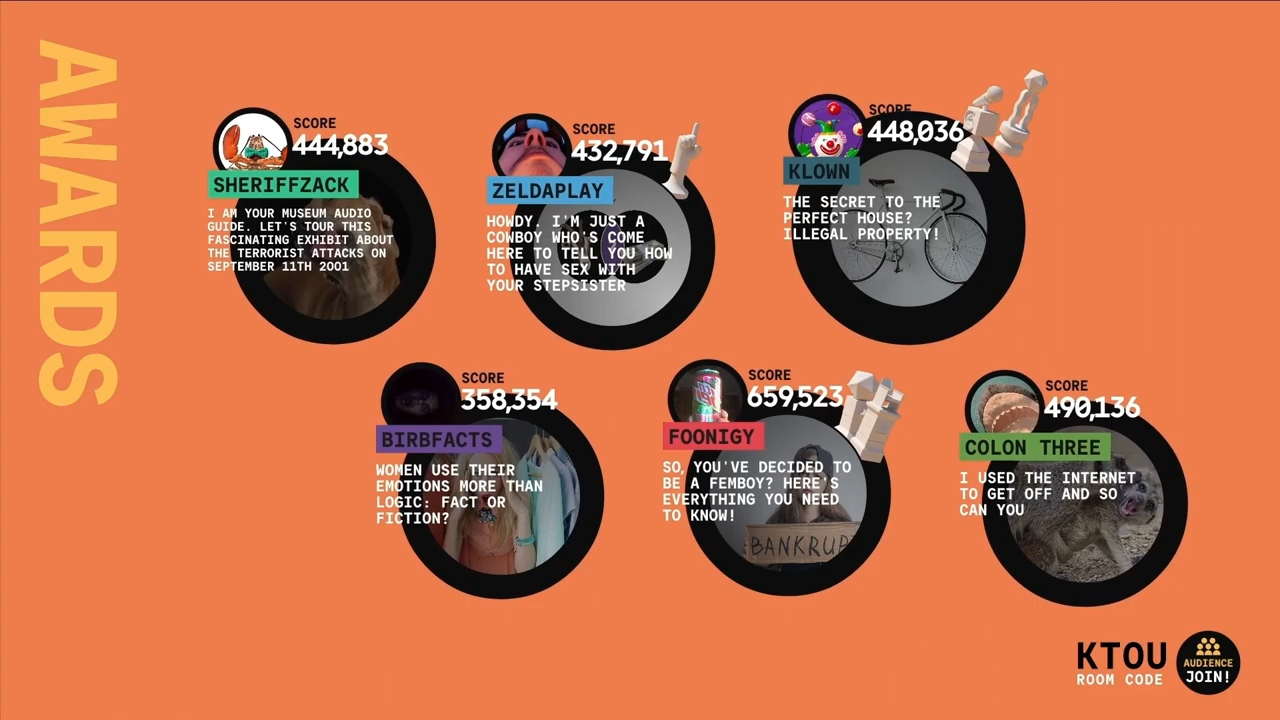 AWARDS
SCORE
444,883
SHERIFFZACK
I AM YOUR MUSEUM AUDIO
GUIDE. LET'S TOUR THIS
FASCINATING EXHIBIT ABOUT
THE TERRORIST ATTACKS ON
SEPTEMBER 11TH 2001
SCORE
432,791
ZELDAPLAY
HOWDY. I'M JUST A
COWBOY WHO'S COME
HERE TO TELL YOU HOW
TO HAVE SEX WITH
YOUR STEPSISTER
SCORE
448,036
KLOWN
THE SECRET TO THE
PERFECT HOUSE?
ILLEGAL PROPERTY!
SCORE
358,354
BIRBFACTS
WOMEN USE THEIR
EMOTIONS MORE THAN
LOGIC: FACT OR
FICTION?
SCORE
659,523
FOONIGY
SO, YOU'VE DECIDED TO
BE A FEMBOY? HERE'S
EVERYTHING YOU NEED
TO KNOW!
BANKRUP
SCORE
490,136
COLON THREE
I USED THE INTERNET
TO GET OFF AND SO
CAN YOU
KTOU
ROOM CODE
AUDIENCE
JOIN!